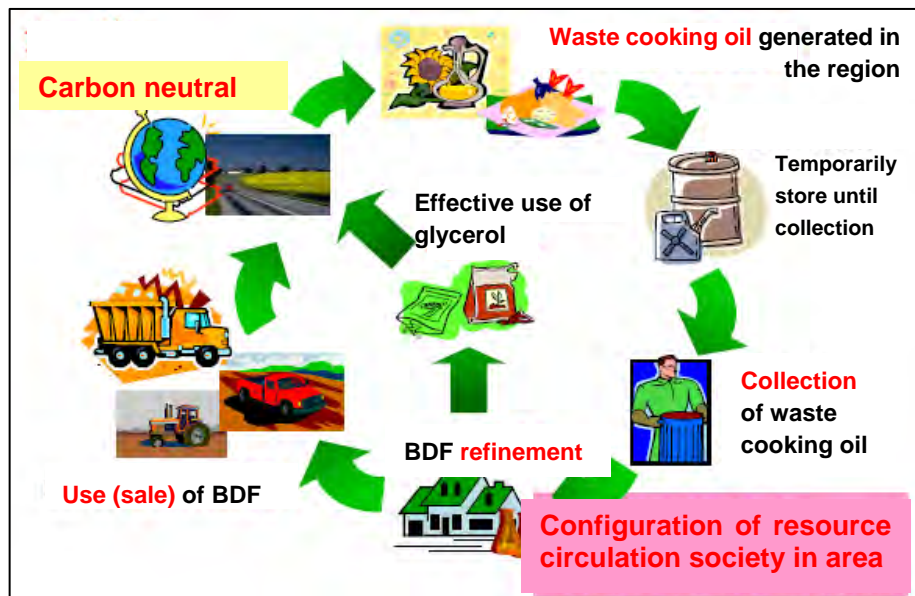 Waste cooking oil generated in
the region
Carbon neutral
Temporarily
store until
collection
Effective use of
glycerol
Collection
of waste
cooking oil
BDF refinement
Use (sale) of BDF
Configuration of resource
circulation society in area